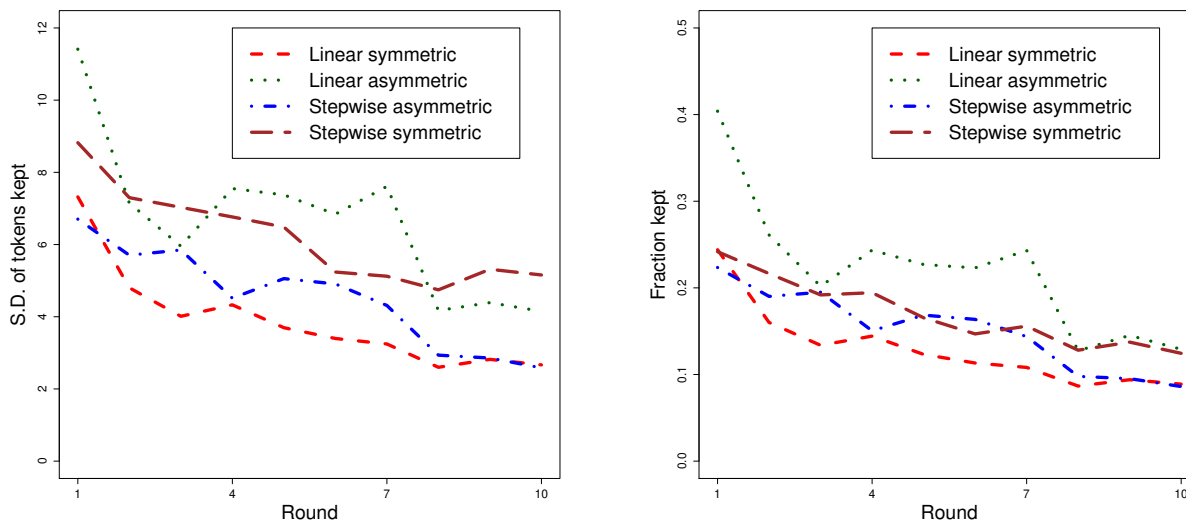 12
10
8
6
4
2
0
S.D. of tokens kept
Linear symmetric
Linear asymmetric
Stepwise asymmetric
Stepwise symmetric
1
4
7
10
Round
0.5
0.4
0.3
0.2
0.1
0.0
Fraction kept
Linear symmetric
Linear asymmetric
Stepwise asymmetric
Stepwise symmetric
1
4
7
10
Round